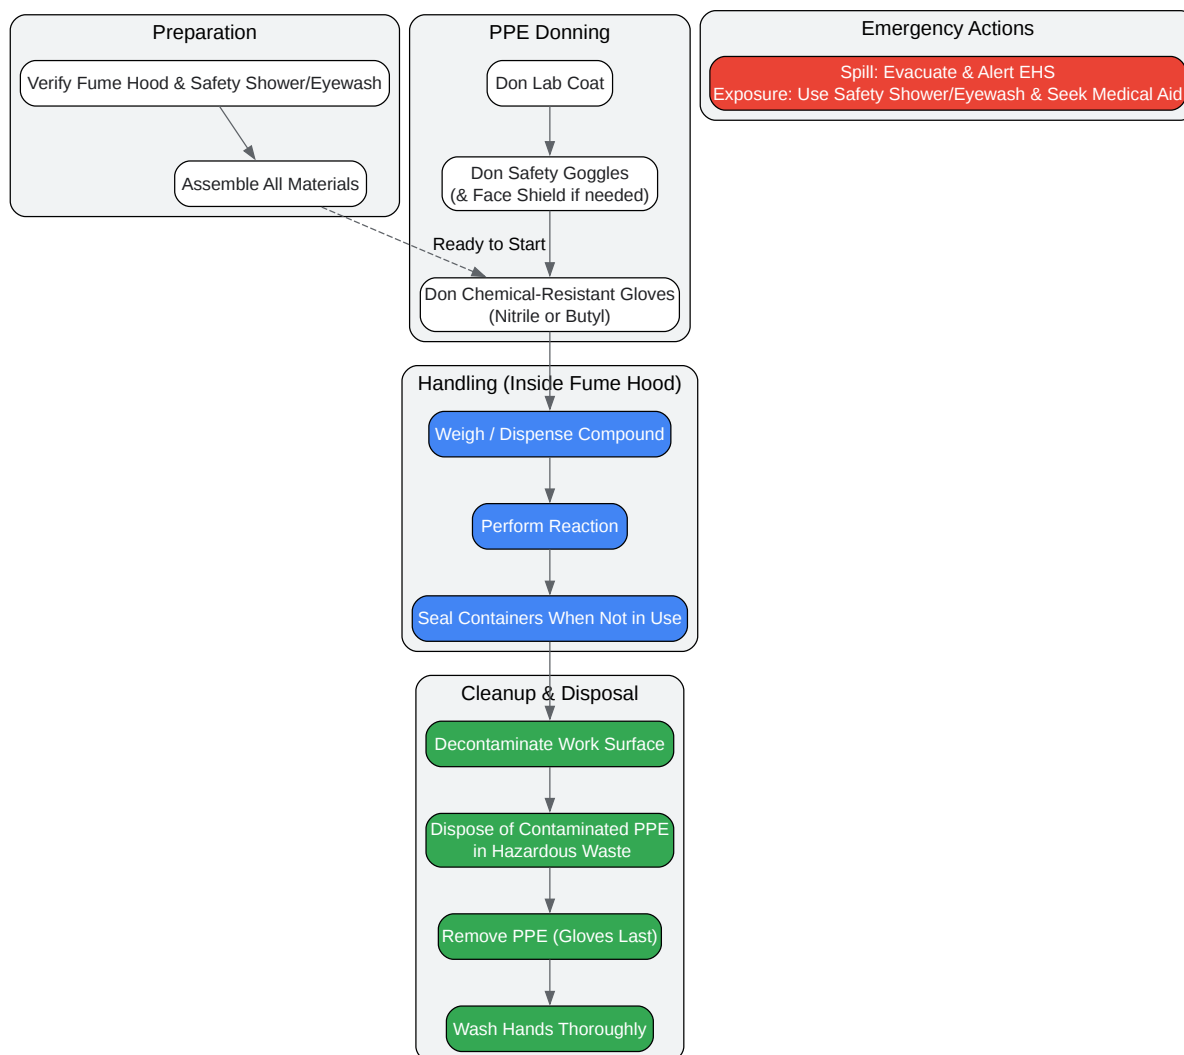 Preparation
Verify Fume Hood & Safety Shower/Eyewash
Assemble All Materials
PPE Donning
Don Lab Coat
Don Safety Goggles
(& Face Shield if needed)
Ready to Start
Don Chemical-Resistant Gloves
(Nitrile or Butyl)
Emergency Actions
Spill: Evacuate & Alert EHS
Exposure: Use Safety Shower/Eyewash & Seek Medical Aid
Handling (Inside Fume Hood)
Weigh / Dispense Compound
Perform Reaction
Seal Containers When Not in Use
Cleanup & Disposal
Decontaminate Work Surface
Dispose of Contaminated PPE
in Hazardous Waste
Remove PPE (Gloves Last)
Wash Hands Thoroughly